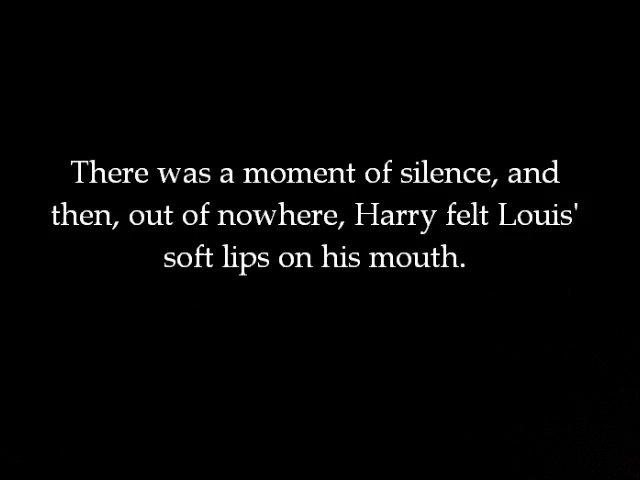 There was a moment of silence, and
then, out of nowhere, Harry felt Louis'
soft lips on his mouth.